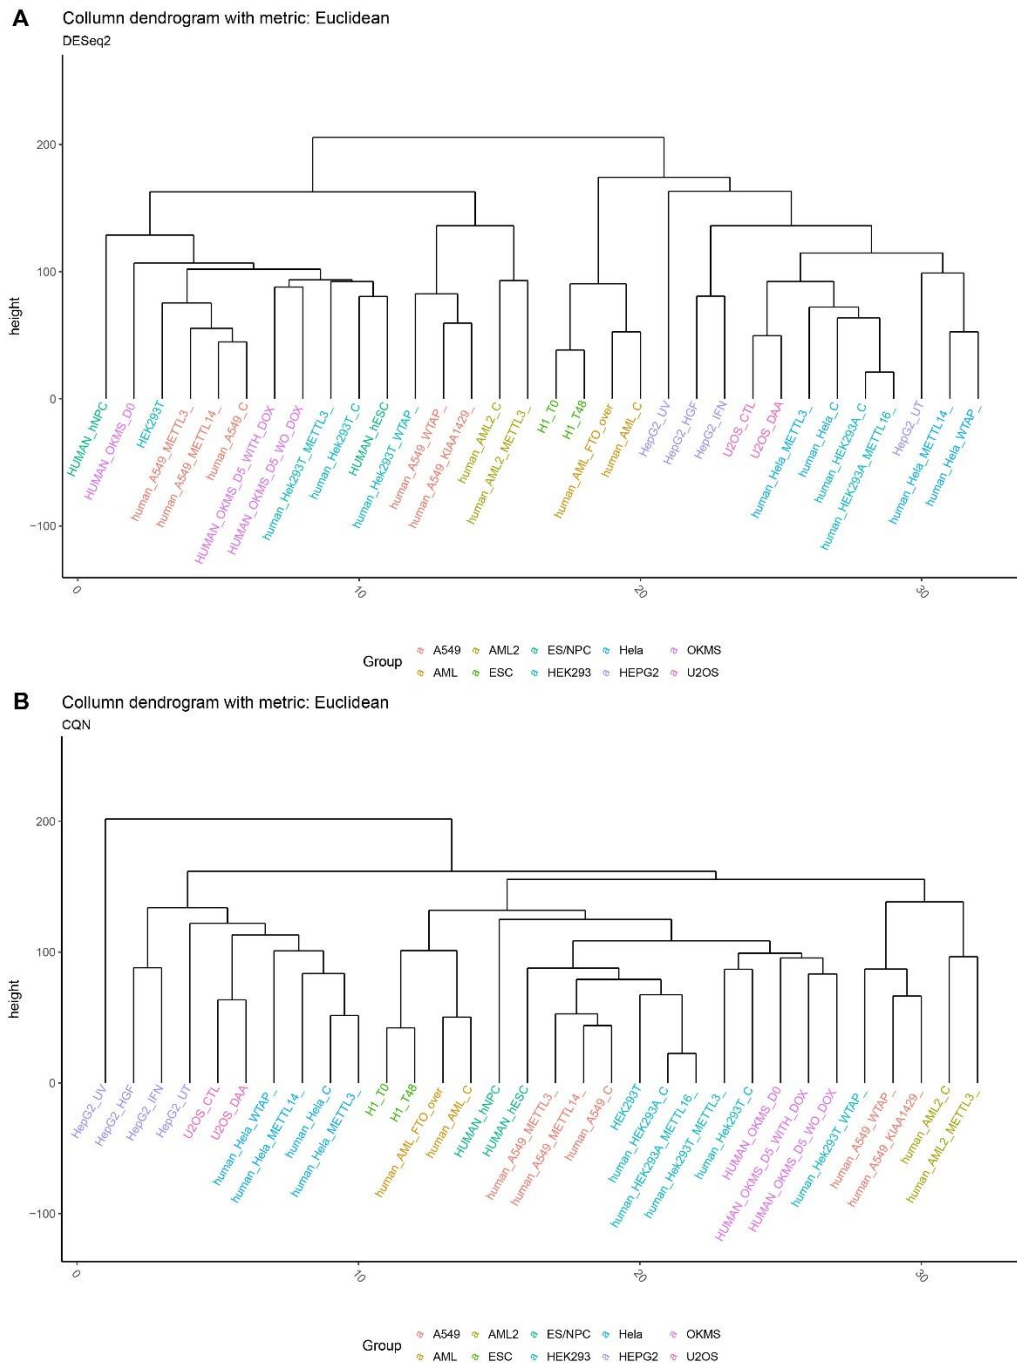 A
Collumn dendrogram with metric: Euclidean
DESeq2
height
200
100
0
−100
HUMAN_hNPC
HUMAN_OKMS_D0
HEK293T
human_A549_METTL3_
human_A549_METTL14_
human_A549_C
HUMAN_OKMS_D5_WITH_DOX
HUMAN_OKMS_D5_WO_DOX
human_Hek293T_METTL3_
human_Hek293T_C
HUMAN_hESC
human_Hek293T_WTAP_
human_A549_WTAP_
human_A549_KIAA1429_
human_AML2_C
human_AML2_METTL3_
H1_T0
H1_T48
human_AML_FTO_over
human_AML_C
HepG2_UV
HepG2_HGF
HepG2_IFN
U2OS_CTL
U2OS_DAA
human_Hela_METTL3_
human_Hela_C
human_HEK293A_C
human_HEK293A_METTL16_
HepG2_UT
human_Hela_METTL14_
human_Hela_WTAP_
0
10
20
30
Group
a A549 a AML2 a ES/NPC a Hela a OKMS
a AML a ESC a HEK293 a HEPG2 a U2OS
B
Collumn dendrogram with metric: Euclidean
CQN
height
200
100
0
−100
HepG2_UV
HepG2_HGF
HepG2_IFN
HepG2_UT
U2OS_CTL
U2OS_DAA
human_Hela_WTAP_
human_Hela_METTL14_
human_Hela_C
human_Hela_METTL3_
H1_T0
H1_T48
human_AML_FTO_over
human_AML_C
HUMAN_hNPC
HUMAN_hESC
human_A549_METTL3_
human_A549_METTL14_
human_A549_C
HEK293T
human_HEK293A_C
human_HEK293A_METTL16_
human_Hek293T_METTL3_
human_Hek293T_C
HUMAN_OKMS_D0
HUMAN_OKMS_D5_WITH_DOX
HUMAN_OKMS_D5_WO_DOX
human_Hek293T_WTAP_
human_A549_WTAP_
human_A549_KIAA1429_
human_AML2_C
human_AML2_METTL3_
0
10
20
30
Group
a A549 a AML2 a ES/NPC a Hela a OKMS
a AML a ESC a HEK293 a HEPG2 a U2OS